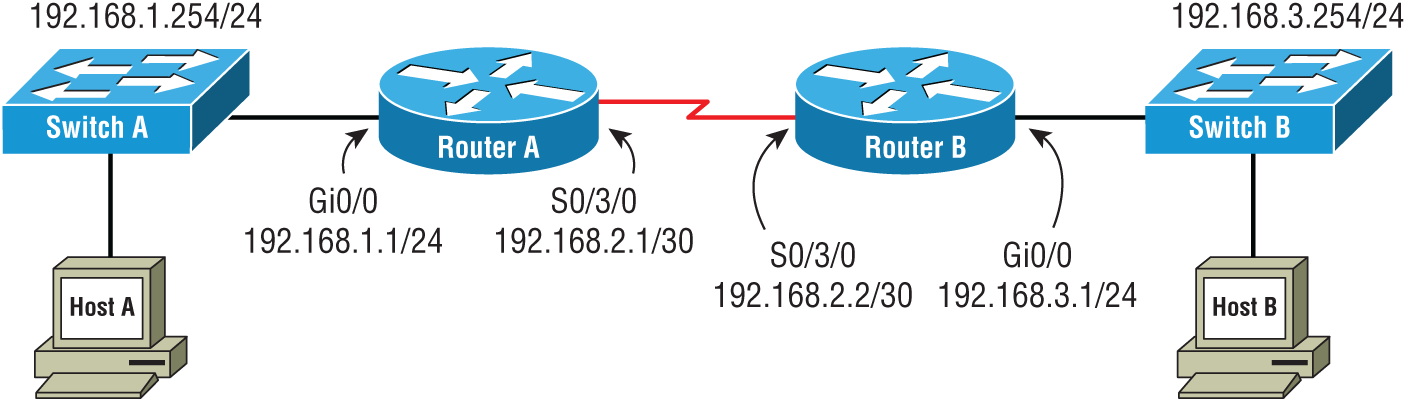 192.168.1.254/24
192.168.3.254/24
Switch A
Router A
Router B
Switch B
Gi0/0
192.168.1.1/24
S0/3/0
192.168.2.1/30
S0/3/0
192.168.2.2/30
Gi0/0
192.168.3.1/24
Host A
Host B